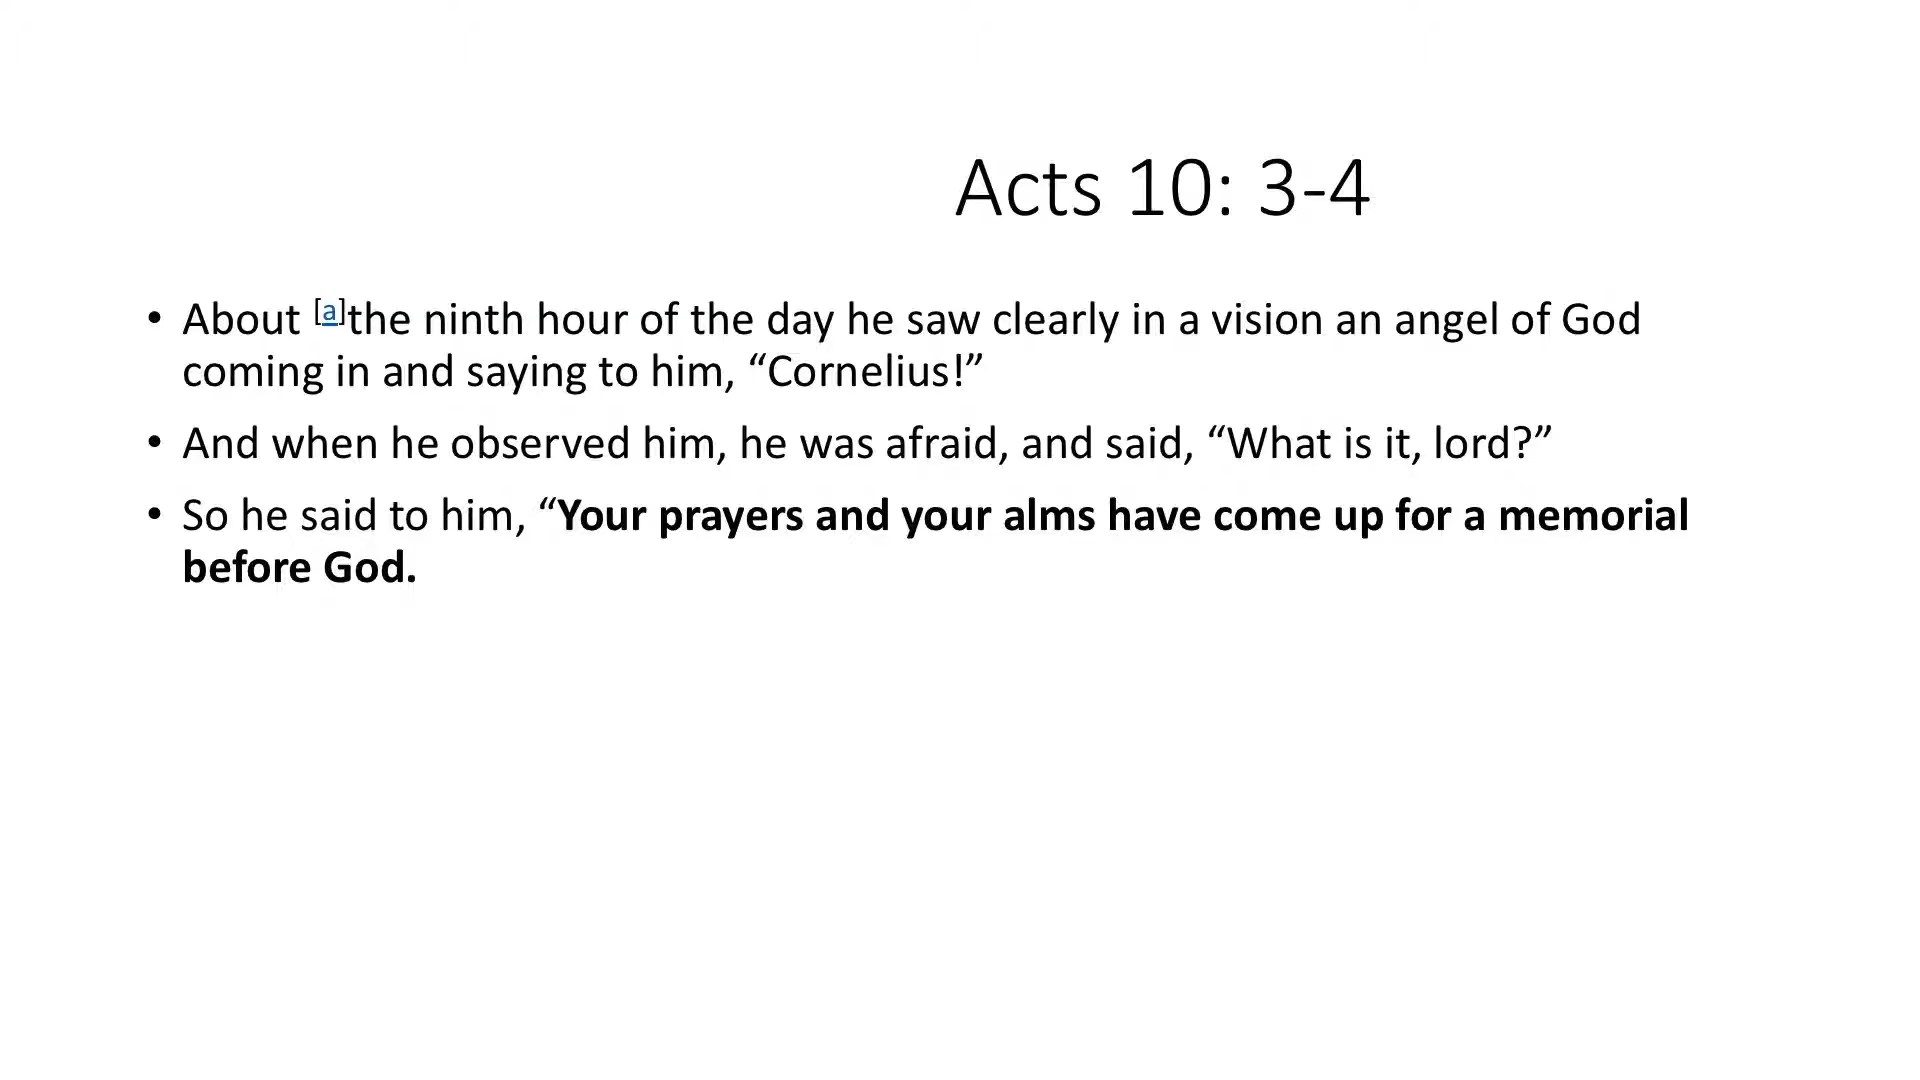 Acts 10: 3-4
• About [a]the ninth hour of the day he saw clearly in a vision an angel of God
coming in and saying to him, “Cornelius!”
• And when he observed him, he was afraid, and said, “What is it, lord?”
• So he said to him, “Your prayers and your alms have come up for a memorial
before God.